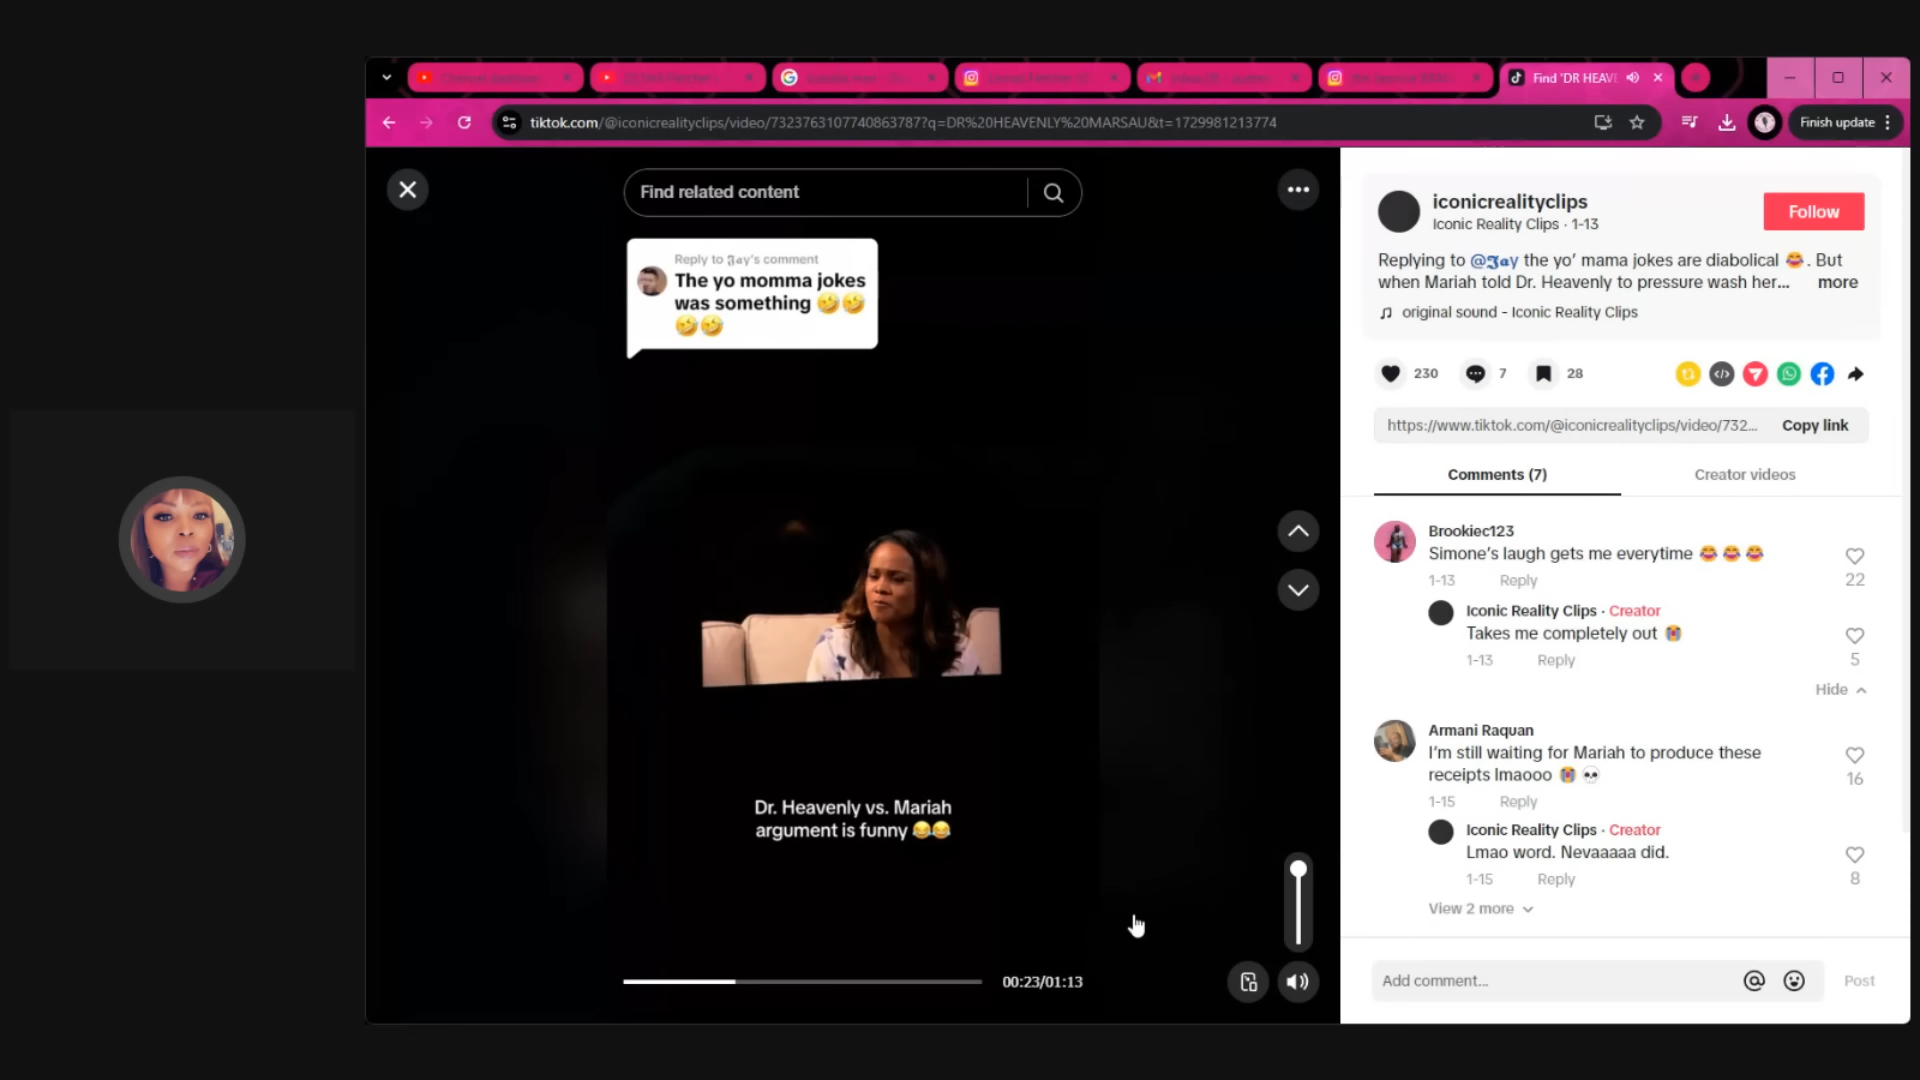 Find 'DR HEAVE
tiktok.com/@iconicrealityclips/video/7323763107740863787?q=DR%20HEAVENLY%20MARSAU&t=1729981213774
Finish update
Find related content
Reply to 𝕵𝖆𝖞's comment
The yo momma jokes
was something 🤣🤣
🤣🤣
Dr. Heavenly vs. Mariah
argument is funny 😂😂
00:23/01:13
iconicrealityclips
Iconic Reality Clips · 1-13
Follow
Replying to @𝕵𝖆𝖞 the yo’ mama jokes are diabolical 😂. But
when Mariah told Dr. Heavenly to pressure wash her... more
original sound - Iconic Reality Clips
230
7
28
https://www.tiktok.com/@iconicrealityclips/video/732...
Copy link
Comments (7)
Creator videos
Brookiec123
Simone’s laugh gets me everytime 😂 😂 😂
1-13 Reply
22
Iconic Reality Clips · Creator
Takes me completely out 😭
1-13 Reply
5
Hide
Armani Raquan
I’m still waiting for Mariah to produce these
receipts lmaooo 😭 💀
1-15 Reply
16
Iconic Reality Clips · Creator
Lmao word. Nevaaaaa did.
1-15 Reply
8
View 2 more
Add comment...
Post